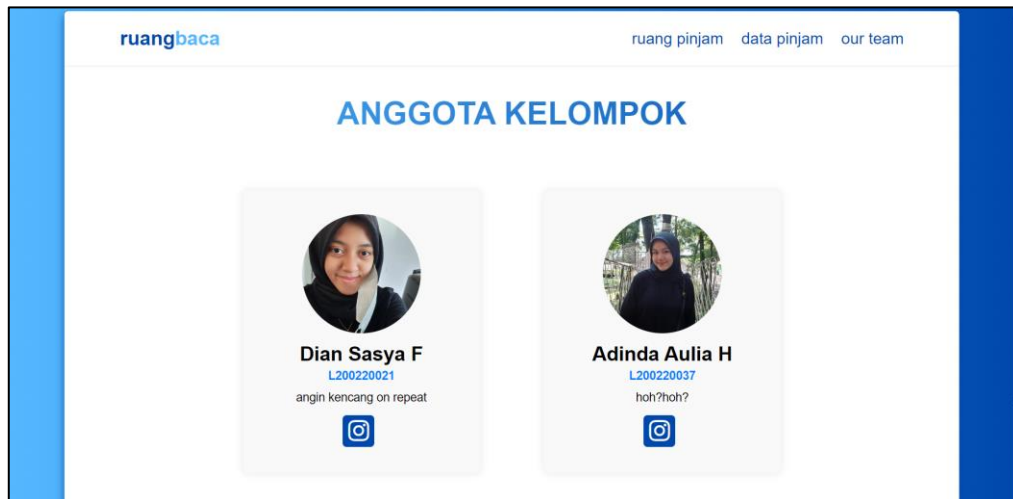 ruangbaca
ruang pinjam data pinjam our team
ANGGOTA KELOMPOK
Dian Sasya F
L200220021
angin kencang on repeat
Adinda Aulia H
L200220037
hoh?hoh?